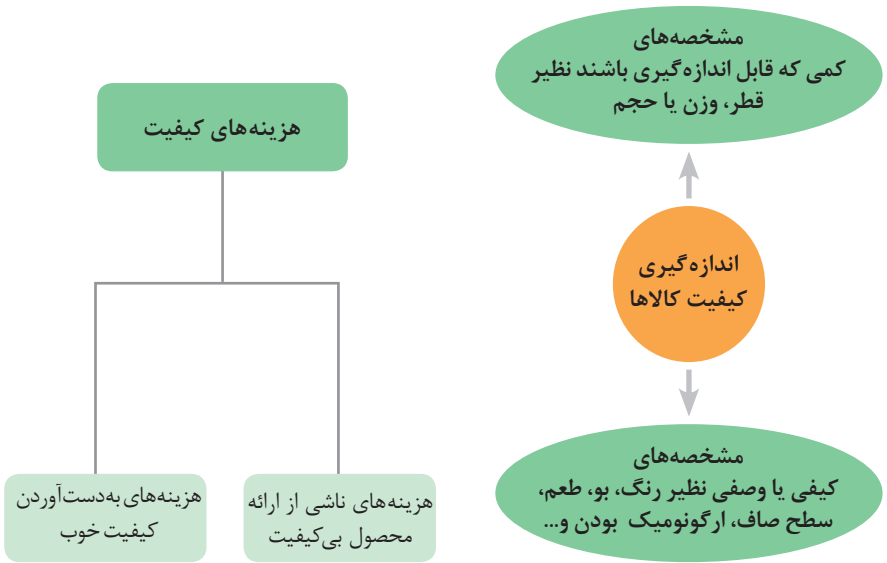 مشخصه‌های
کمی که قابل اندازه‌گیری باشند نظیر
قطر، وزن یا حجم
اندازه‌گیری
کیفیت کالاها
مشخصه‌های
کیفی یا وصفی نظیر رنگ، بو، طعم،
سطح صاف، ارگونومیک بودن و...
هزینه‌های کیفیت
هزینه‌های ناشی از ارائه
محصول بی‌کیفیت
هزینه‌های به‌دست‌آوردن
کیفیت خوب